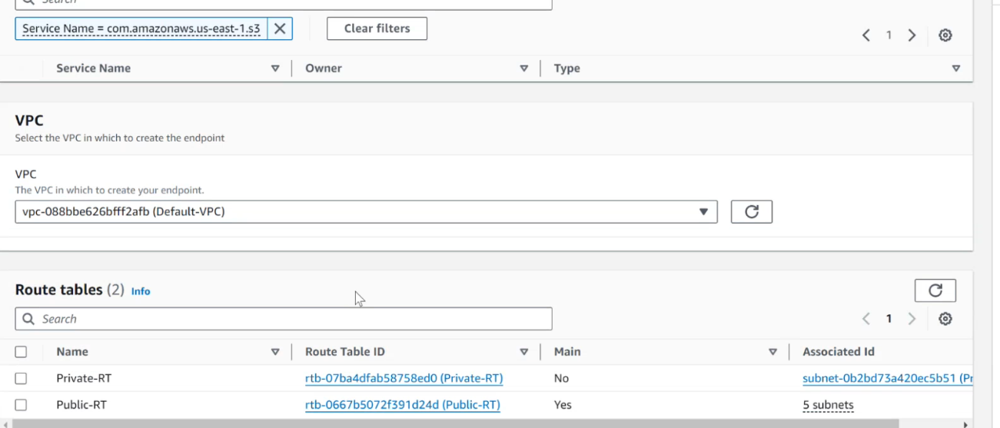 Search
Service Name = com.amazonaws.us-east-1.s3
Clear filters
1
Service Name
Owner
Type
VPC
Select the VPC in which to create the endpoint
VPC
The VPC in which to create your endpoint.
vpc-088bbe626bfff2afb (Default-VPC)
Route tables (2) Info
Search
1
Name Route Table ID Main Associated Id
Private-RT rtb-07ba4dfab58758ed0 (Private-RT) No subnet-0b2bd73a420ec5b51 (Pr
Public-RT rtb-0667b5072f391d24d (Public-RT) Yes 5 subnets